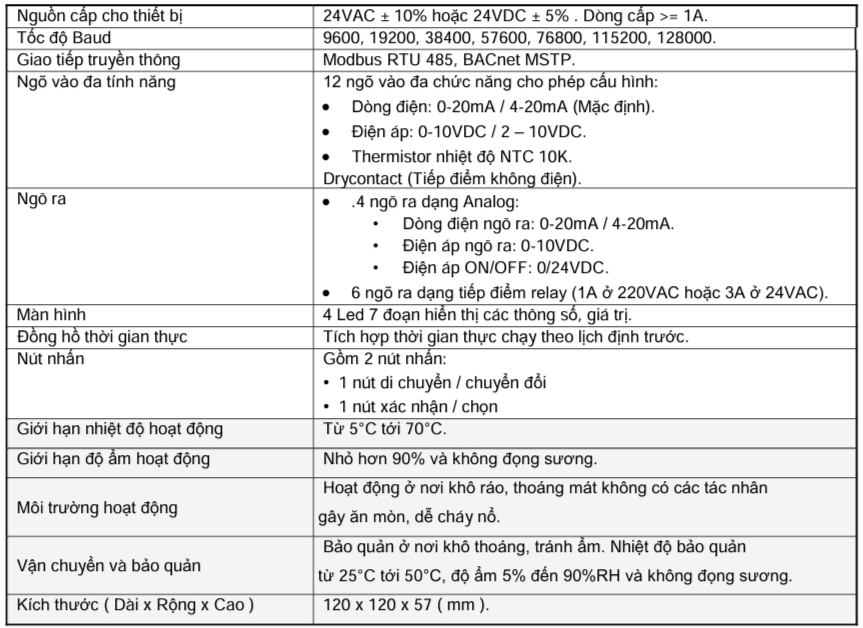 Nguồn cấp cho thiết bị
24VAC ± 10% hoặc 24VDC ± 5% . Dòng cấp >= 1A.
Tốc độ Baud
9600, 19200, 38400, 57600, 76800, 115200, 128000.
Giao tiếp truyền thông
Modbus RTU 485, BACnet MSTP.
Ngõ vào đa tính năng
12 ngõ vào đa chức năng cho phép cấu hình:
• Dòng điện: 0-20mA / 4-20mA (Mặc định).
• Điện áp: 0-10VDC / 2 – 10VDC.
• Thermistor nhiệt độ NTC 10K.
Drycontact (Tiếp điểm không điện).
Ngõ ra
• .4 ngõ ra dạng Analog:
• Dòng điện ngõ ra: 0-20mA / 4-20mA.
• Điện áp ngõ ra: 0-10VDC.
• Điện áp ON/OFF: 0/24VDC.
• 6 ngõ ra dạng tiếp điểm relay (1A ở 220VAC hoặc 3A ở 24VAC).
Màn hình
4 Led 7 đoạn hiển thị các thông số, giá trị.
Đồng hồ thời gian thực
Tích hợp thời gian thực chạy theo lịch định trước.
Nút nhấn
Gồm 2 nút nhấn:
• 1 nút di chuyển / chuyển đổi
• 1 nút xác nhận / chọn
Giới hạn nhiệt độ hoạt động
Từ 5°C tới 70°C.
Giới hạn độ ẩm hoạt động
Nhỏ hơn 90% và không đọng sương.
Môi trường hoạt động
Hoạt động ở nơi khô ráo, thoáng mát không có các tác nhân
gây ăn mòn, dễ cháy nổ.
Vận chuyển và bảo quản
Bảo quản ở nơi khô thoáng, tránh ẩm. Nhiệt độ bảo quản
từ 25°C tới 50°C, độ ẩm 5% đến 90%RH và không đọng sương.
Kích thước ( Dài x Rộng x Cao )
120 x 120 x 57 ( mm ).